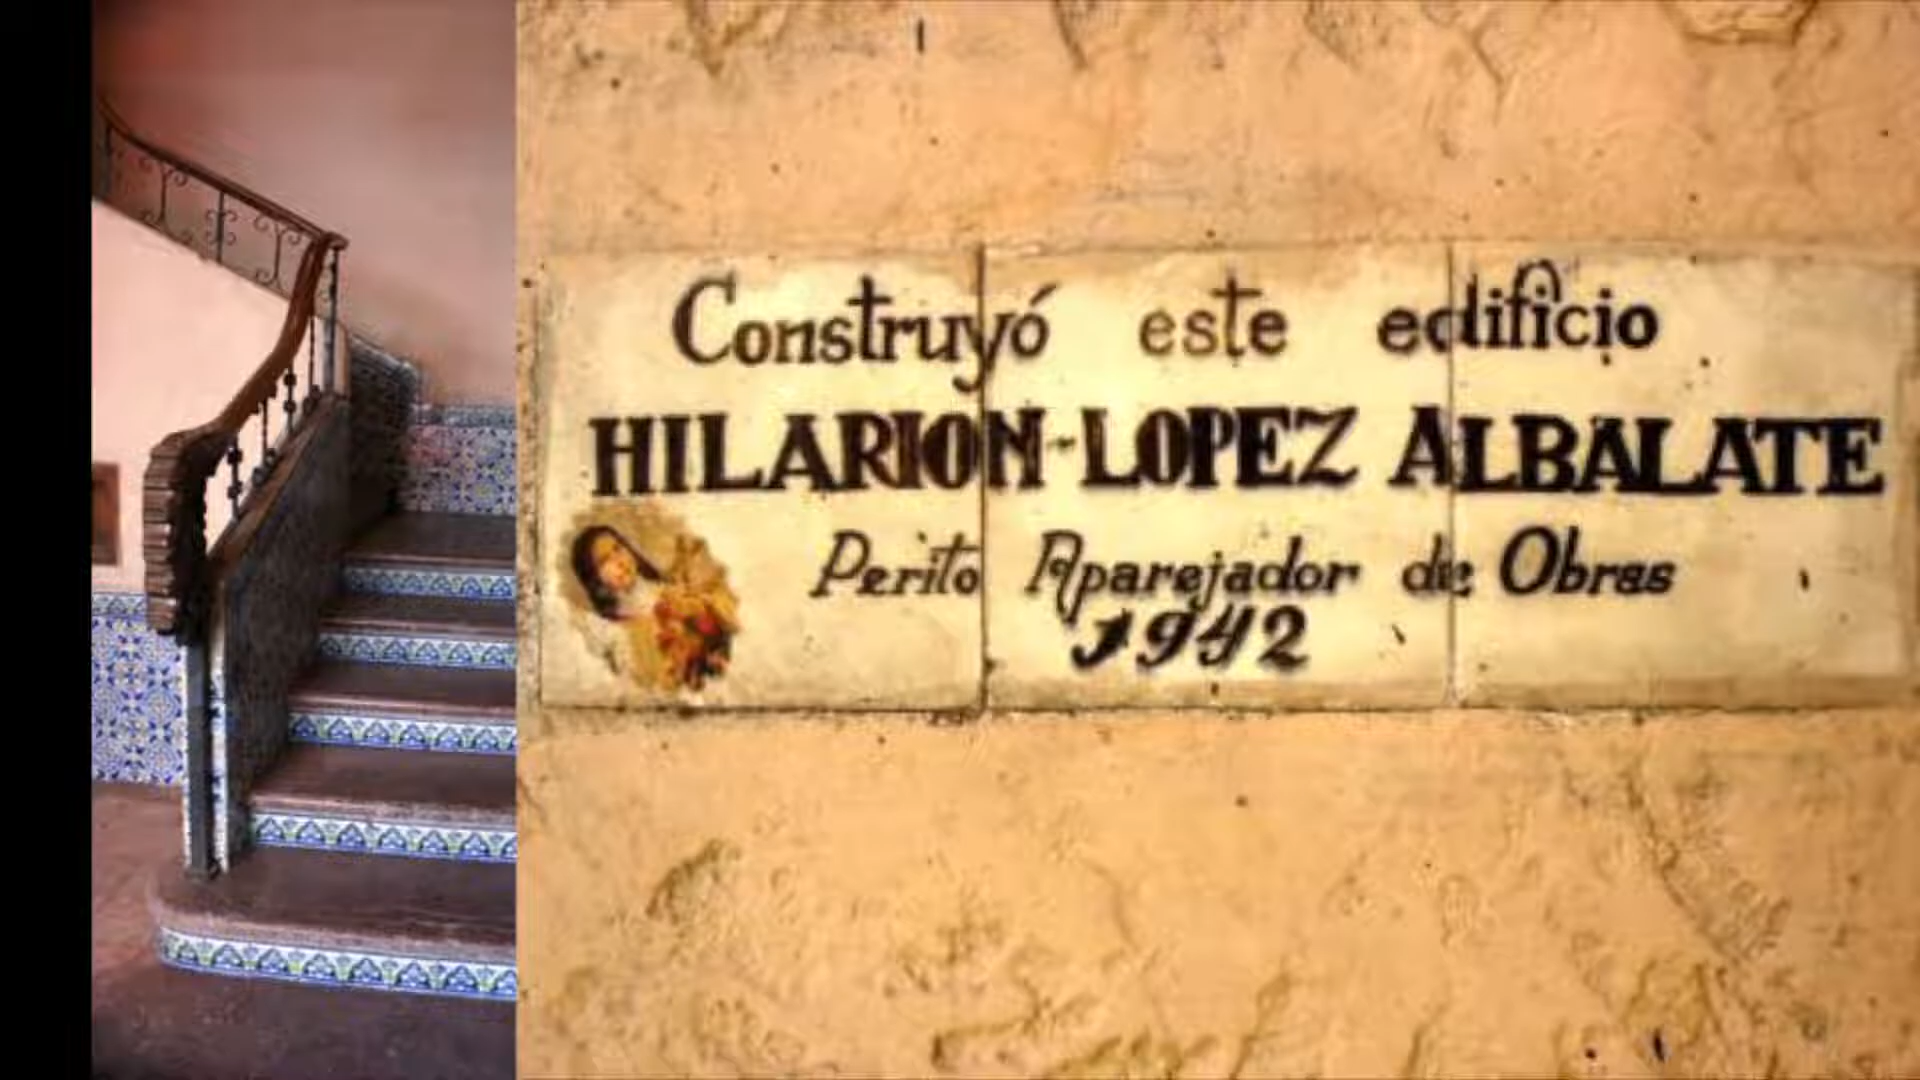 Construyó este edificio
HILARION-LOPEZ ALBALATE
Perito Aparejador de Obras
1942